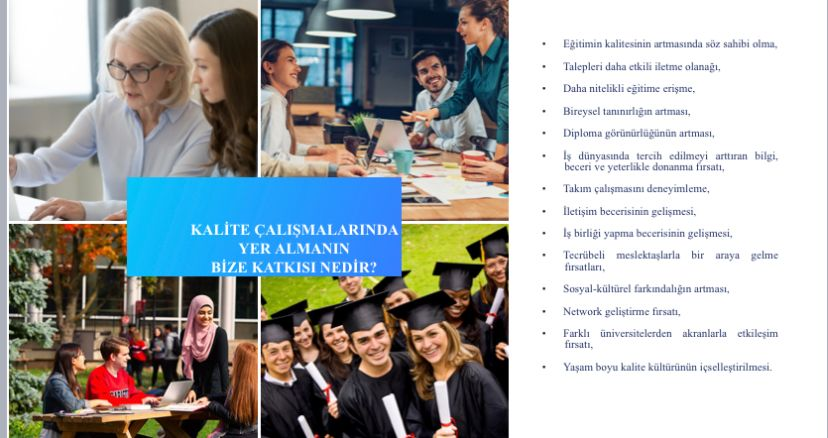 KALİTE ÇALIŞMALARINDA
YER ALMANIN
BİZE KATKISI NEDİR?
• Eğitimin kalitesinin artmasında söz sahibi olma,
• Talepleri daha etkili iletme olanağı,
• Daha nitelikli eğitime erişme,
• Bireysel tanınırlığın artması,
• Diploma görünürlüğünün artması,
• İş dünyasında tercih edilmeyi arttıran bilgi,
beceri ve yeterlikle donanma fırsatı,
• Takım çalışmasını deneyimleme,
• İletişim becerisinin gelişmesi,
• İş birliği yapma becerisinin gelişmesi,
• Tecrübeli meslektaşlarla bir araya gelme
fırsatları,
• Sosyal-kültürel farkındalığın artması,
• Network geliştirme fırsatı,
• Farklı üniversitelerden akranlarla etkileşim
fırsatı,
• Yaşam boyu kalite kültürünün içselleştirilmesi.